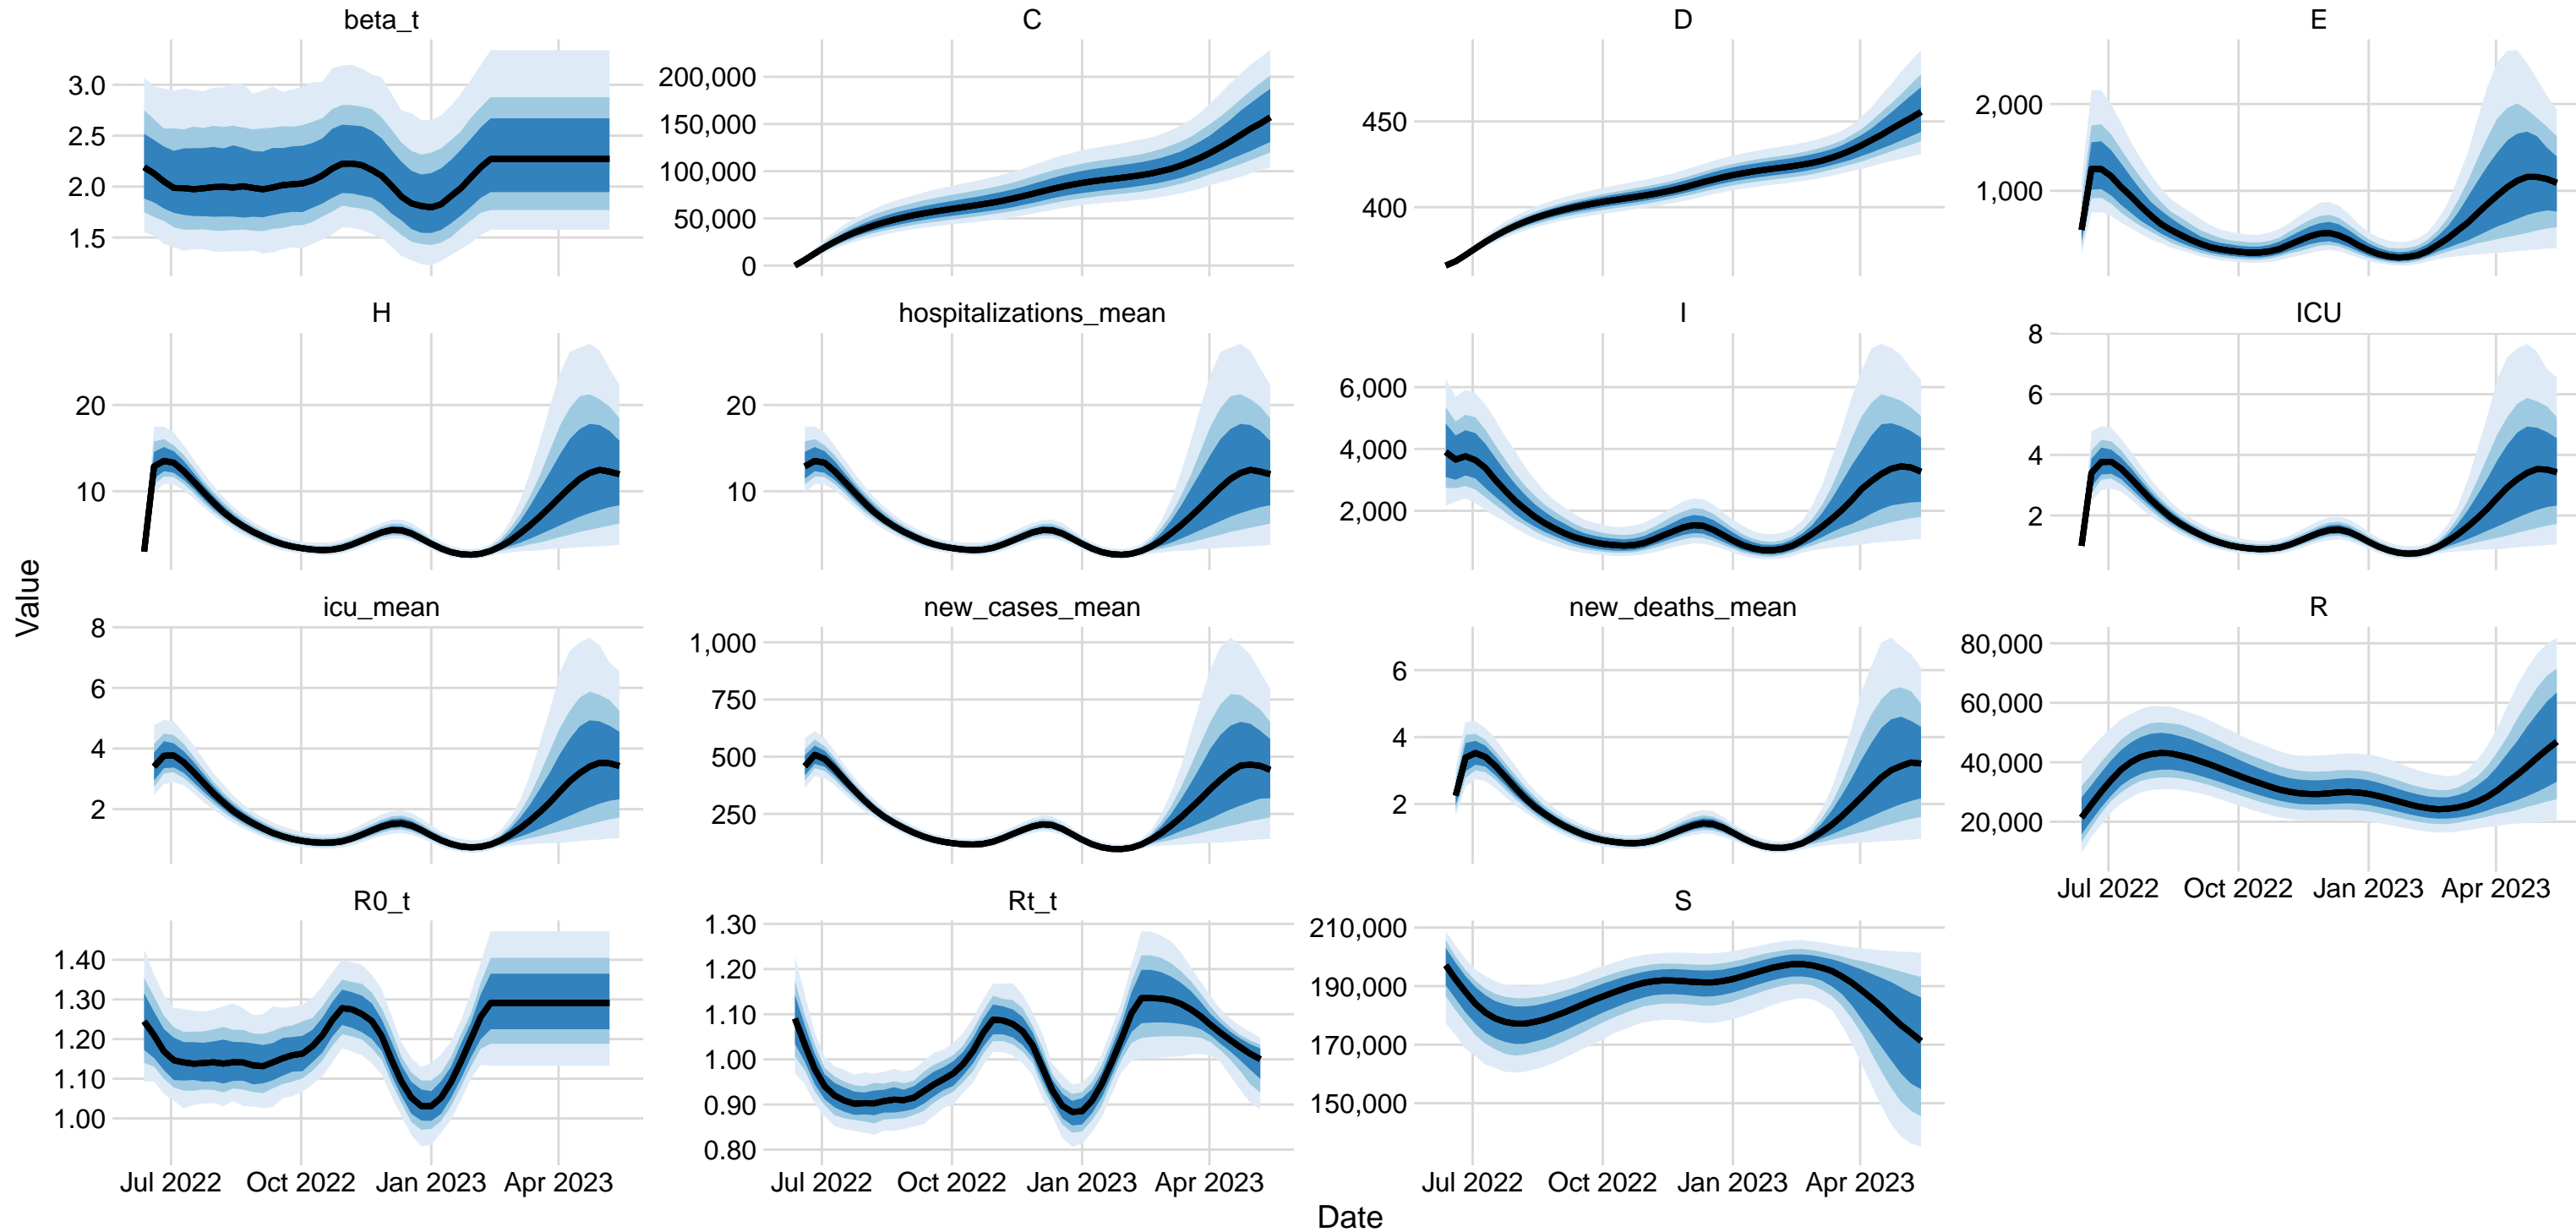 beta_t
C
D
E
3.0
2.5
2.0
1.5
200,000
150,000
100,000
50,000
0
450
400
2,000
1,000
H
hospitalizations_mean
I
ICU
20
10
20
10
6,000
4,000
2,000
8
6
4
2
Value
icu_mean
new_cases_mean
new_deaths_mean
R
8
6
4
2
1,000
750
500
250
6
4
2
80,000
60,000
40,000
20,000
Jul 2022 Oct 2022 Jan 2023 Apr 2023
R0_t
Rt_t
S
1.40
1.30
1.20
1.10
1.00
1.30
1.20
1.10
1.00
0.90
0.80
210,000
190,000
170,000
150,000
Jul 2022 Oct 2022 Jan 2023 Apr 2023
Jul 2022 Oct 2022 Jan 2023 Apr 2023
Jul 2022 Oct 2022 Jan 2023 Apr 2023
Date